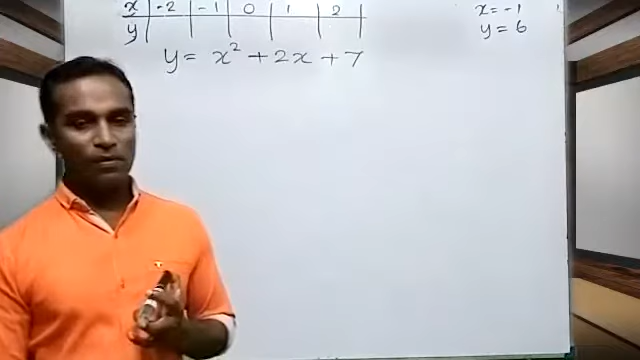 x -2 -1 0 1 2
y
y = x² + 2x + 7
x = -1
y = 6